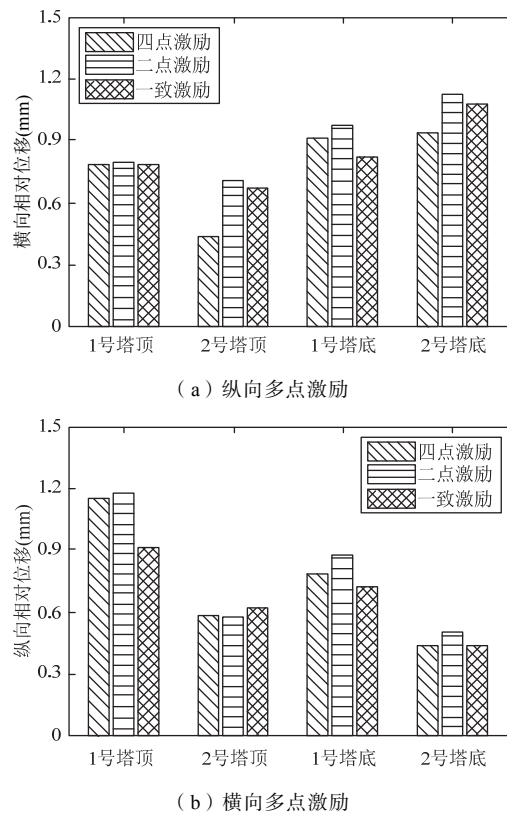 1.5
1.2
0.9
0.6
0.3
0
横向相对位移(mm)
四点激励
二点激励
一致激励
1号塔顶 2号塔顶 1号塔底 2号塔底
（a）纵向多点激励
1.5
1.2
0.9
0.6
0.3
0
纵向相对位移(mm)
四点激励
二点激励
一致激励
1号塔顶 2号塔顶 1号塔底 2号塔底
（b）横向多点激励